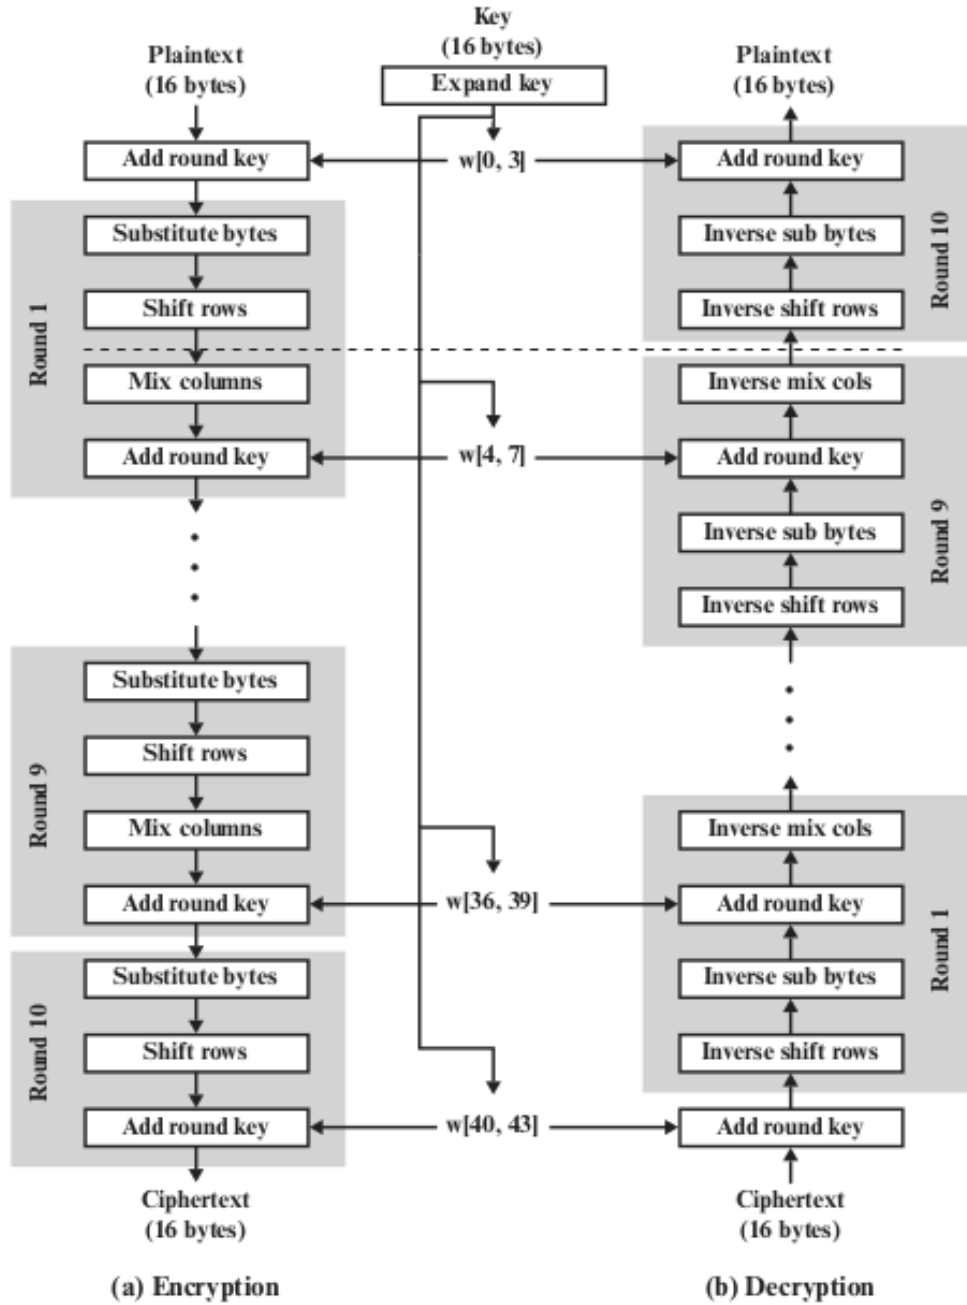 Key
(16 bytes)
Expand key
Plaintext
(16 bytes)
Add round key
Round 1
Substitute bytes
Shift rows
Mix columns
Add round key
Round 9
Substitute bytes
Shift rows
Mix columns
Add round key
Round 10
Substitute bytes
Shift rows
Add round key
Ciphertext
(16 bytes)
(a) Encryption
w[0, 3]
w[4, 7]
w[36, 39]
w[40, 43]
Plaintext
(16 bytes)
Add round key
Inverse sub bytes
Inverse shift rows
Round 10
Inverse mix cols
Add round key
Inverse sub bytes
Inverse shift rows
Round 9
Inverse mix cols
Add round key
Inverse sub bytes
Inverse shift rows
Round 1
Add round key
Ciphertext
(16 bytes)
(b) Decryption